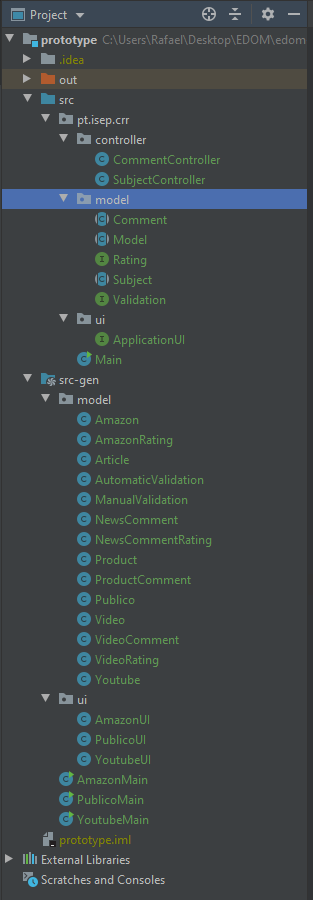 Project
prototype C:\Users\Rafael\Desktop\EDOM\edom
.idea
out
src
pt.isep.crr
controller
CommentController
SubjectController
model
Comment
Model
Rating
Subject
Validation
ui
ApplicationUI
Main
src-gen
model
Amazon
AmazonRating
Article
AutomaticValidation
ManualValidation
NewsComment
NewsCommentRating
Product
ProductComment
Publico
Video
VideoComment
VideoRating
Youtube
ui
AmazonUI
PublicoUI
YoutubeUI
AmazonMain
PublicoMain
YoutubeMain
prototype.iml
External Libraries
Scratches and Consoles